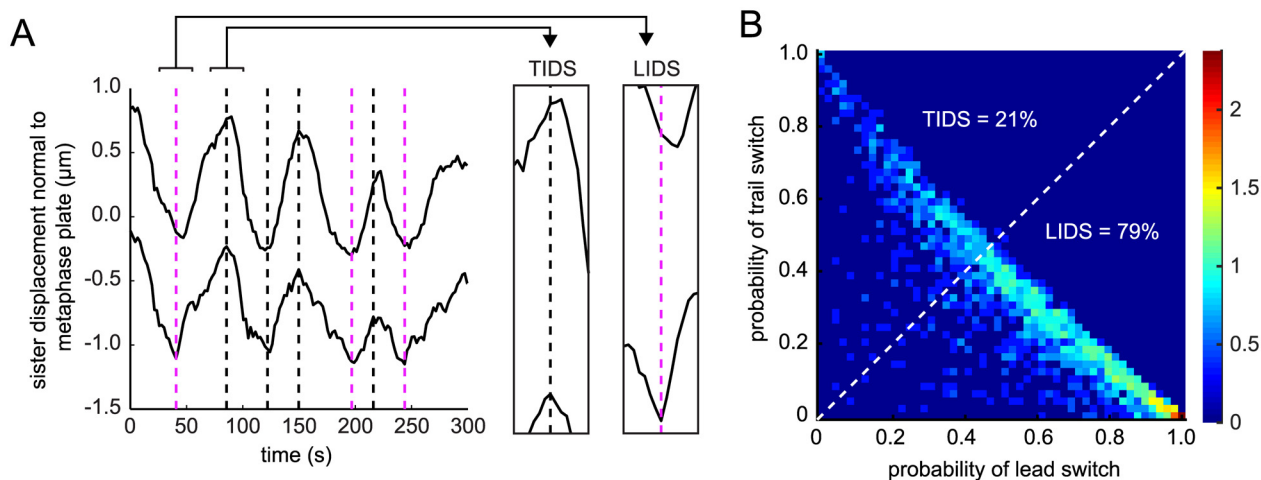 A
TIDS
LIDS
sister displacement normal to
metaphase plate (μm)
1.0
0.5
0.0
-0.5
-1.0
-1.5
0
50
100
150
200
250
300
time (s)
B
probability of trail switch
1.0
0.8
0.6
0.4
0.2
0
TIDS = 21%
LIDS = 79%
0
0.2
0.4
0.6
0.8
1.0
probability of lead switch
2
1.5
1
0.5
0